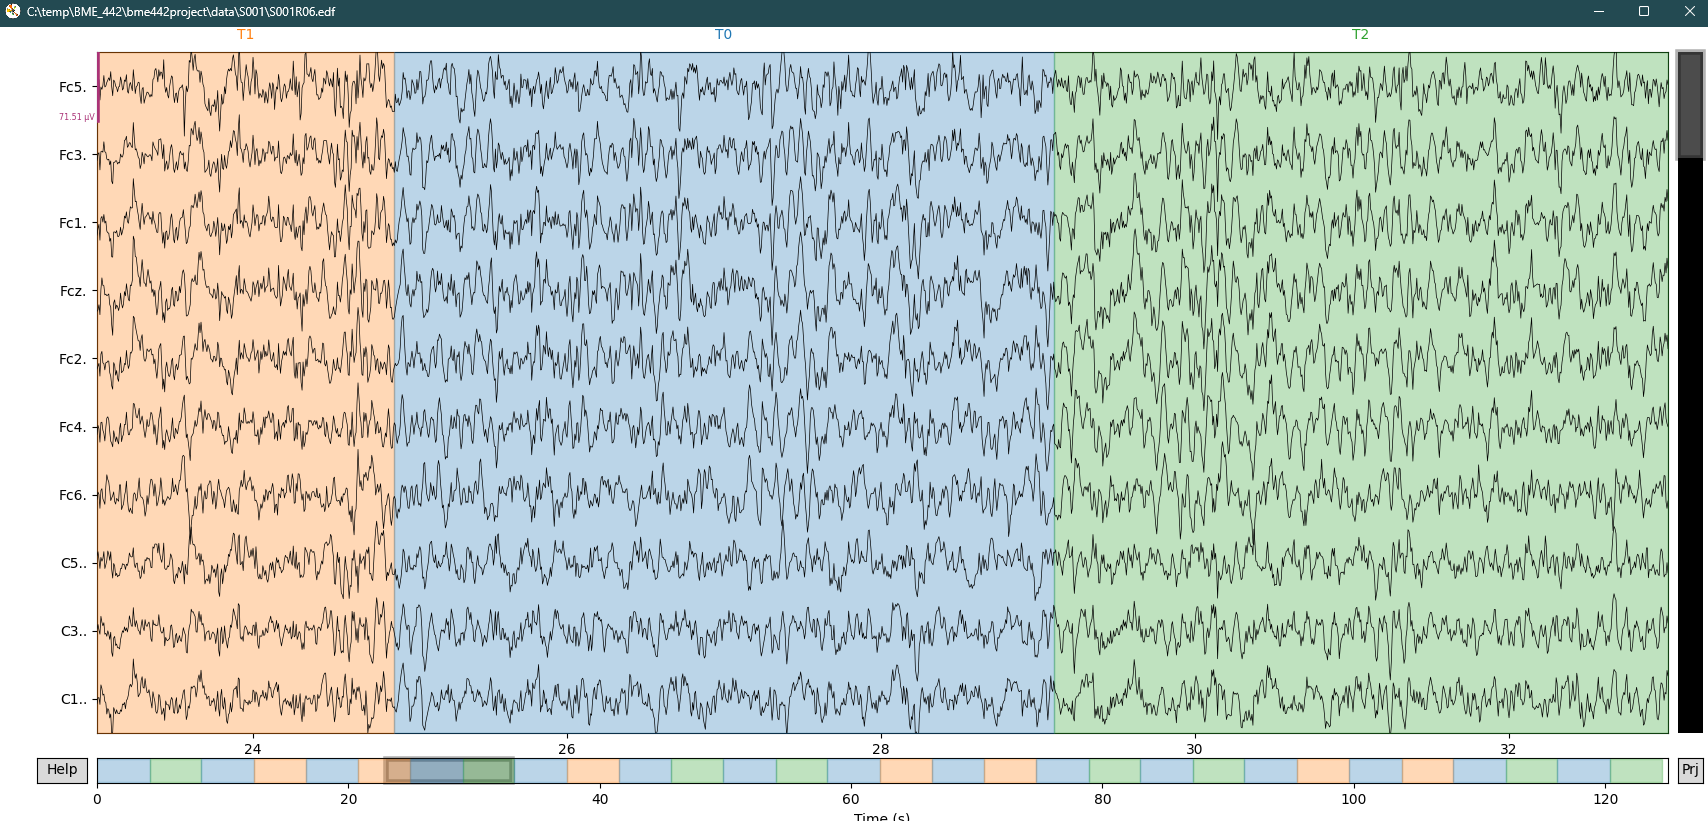 C:\temp\BME_442\bme442project\data\S001\S001R06.edf
T1 T0 T2
Fc5.
71.51 µV
Fc3.
Fc1.
Fcz.
Fc2.
Fc4.
Fc6.
C5..
C3..
C1..
24 26 28 30 32
Help Prj
0 20 40 60 80 100 120
Time (s)